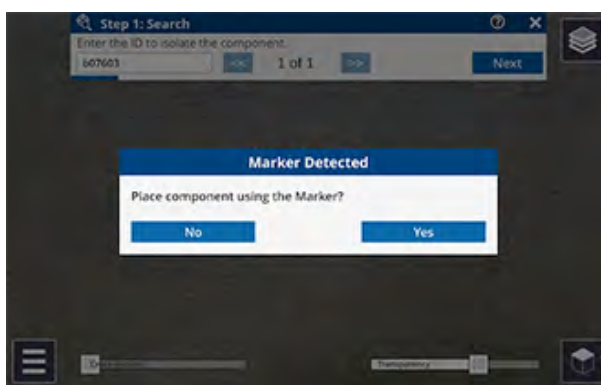 Step 1: Search
Enter the ID to isolate the component.
607603
<< 1 of 1 >>
Next
Marker Detected
Place component using the Marker?
No Yes
Transparency